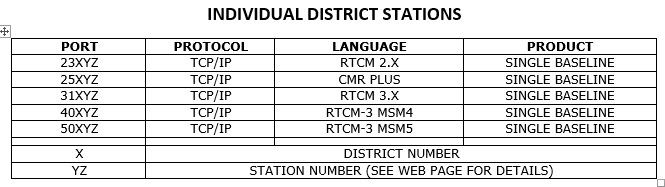 INDIVIDUAL DISTRICT STATIONS
PORT PROTOCOL LANGUAGE PRODUCT
23XYZ TCP/IP RTCM 2.X SINGLE BASELINE
25XYZ TCP/IP CMR PLUS SINGLE BASELINE
31XYZ TCP/IP RTCM 3.X SINGLE BASELINE
40XYZ TCP/IP RTCM-3 MSM4 SINGLE BASELINE
50XYZ TCP/IP RTCM-3 MSM5 SINGLE BASELINE
X DISTRICT NUMBER
YZ STATION NUMBER (SEE WEB PAGE FOR DETAILS)